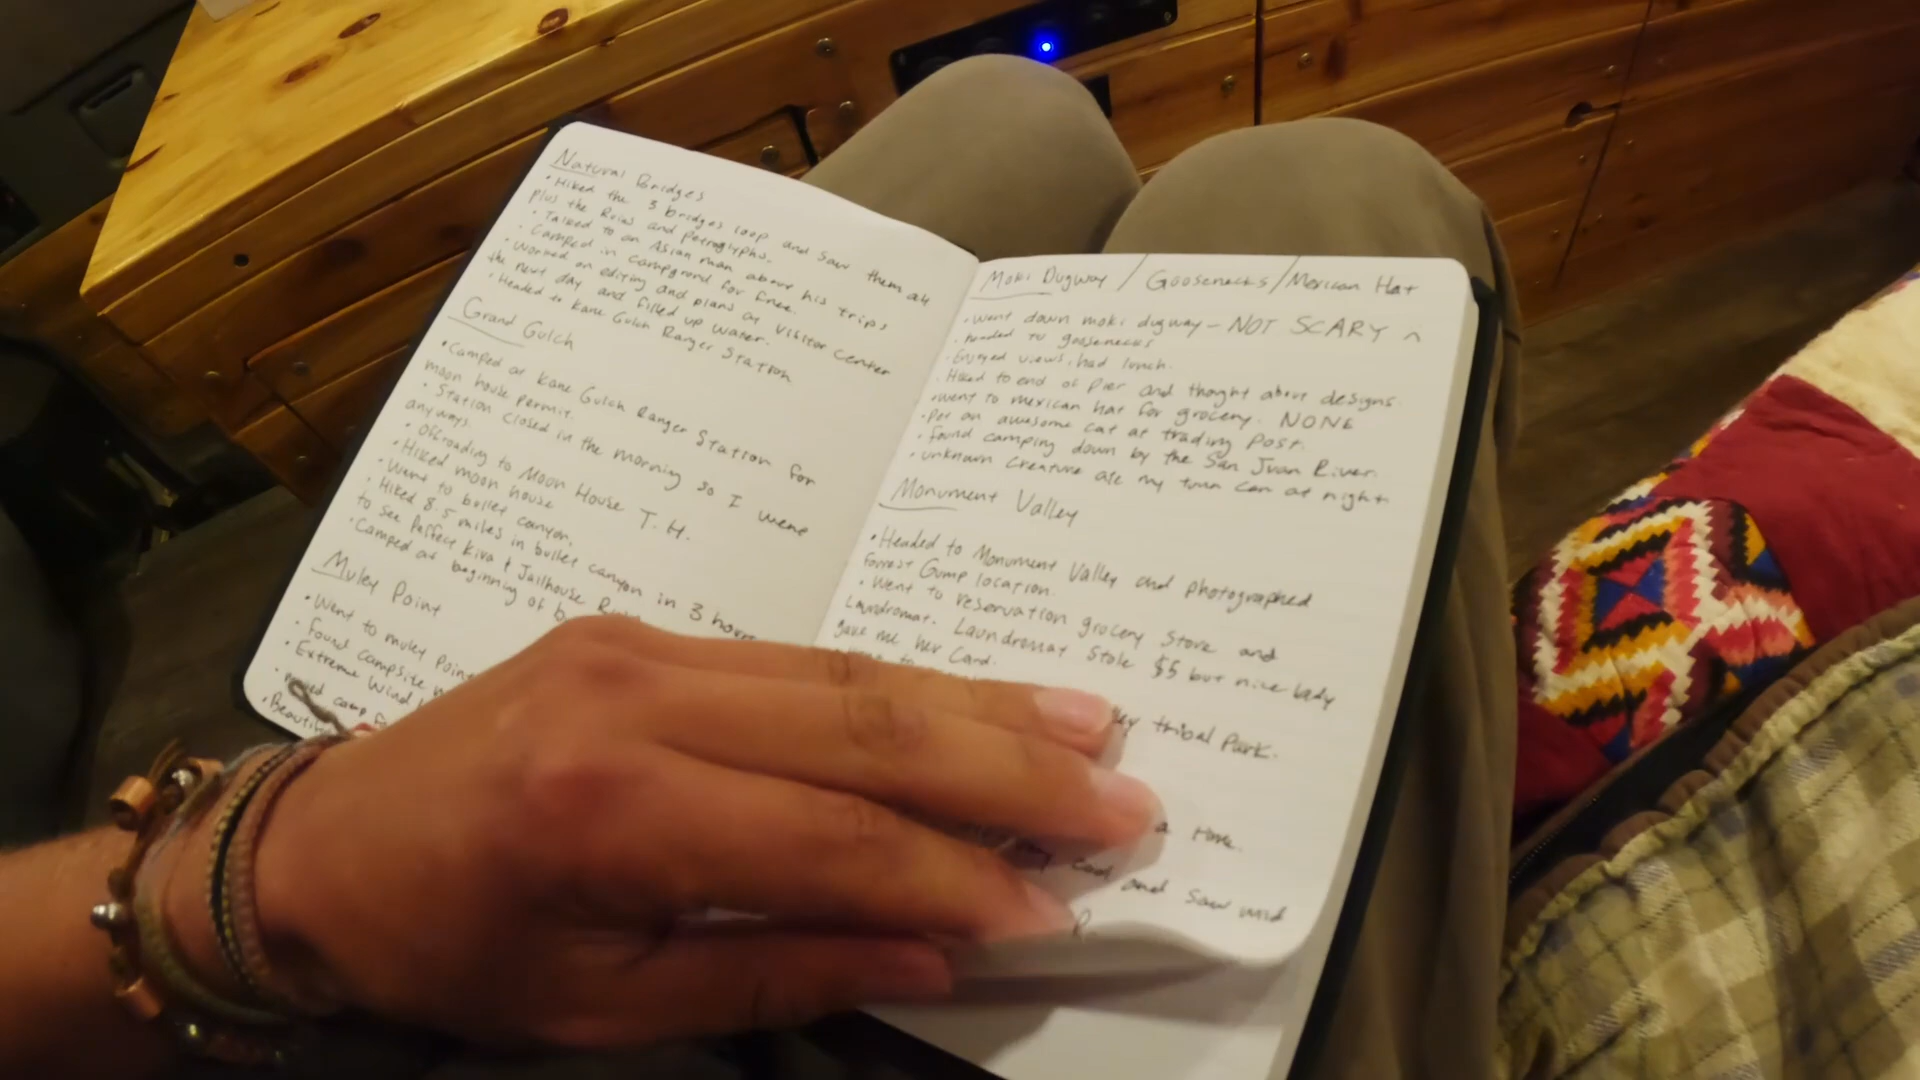 Natural Bridges
• Hiked the 3 bridges loop and saw them all
plus the Ruins and petroglyphs.
• Talked to an Asian man about his trips
• Camped in campground for free.
• Worked on editing and plans at Visitor Center
the next day and filled up water.
• Headed to Kane Gulch Ranger Station
Grand Gulch
• Camped at Kane Gulch Ranger Station for
moon house permit.
• Station closed in the morning so I went
anyways.
• Offroading to Moon House T.H.
• Hiked moon house
• Went to bullet canyon.
• Hiked 8.5 miles in bullet canyon in 3 hours
to see Perfect Kiva & Jailhouse
• Camped at beginning of
Muley Point
• Went to muley point
• Found campsite
• Extreme Wind
• moved camp
• Beautif
Moki Dugway / Goosenecks / Mexican Hat
• Went down moki dugway - NOT SCARY
• headed to goosenecks
• Enjoyed views, had lunch.
• Hiked to end of pier and thought about designs.
• went to mexican hat for grocery. NONE
• Pet an awesome cat at trading post.
• Found camping down by the San Juan River.
• unknown creature ate my tuna can at night
Monument Valley
• Headed to Monument Valley and photographed
Forrest Gump location.
• Went to reservation grocery store and
Laundromat. Laundromat stole $5 but nice lady
gave me her card.
ley tribal Park.
a time.
card and saw mid